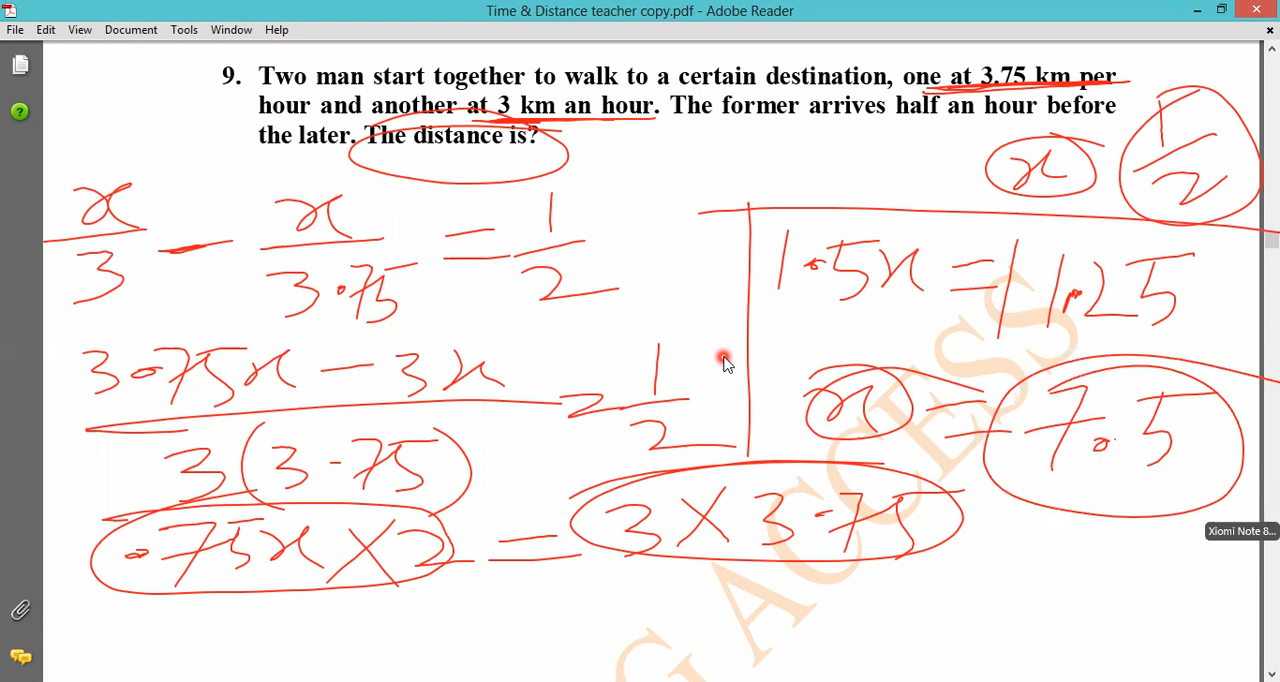 Time & Distance teacher copy.pdf - Adobe Reader
File Edit View Document Tools Window Help
9. Two man start together to walk to a certain destination, one at 3.75 km per
hour and another at 3 km an hour. The former arrives half an hour before
the later. The distance is?
x 1/2
x/3 - x/3.75 = 1/2
(3.75x - 3x)/(3(3.75)) = 1/2
.75x × 2 = 3 × 3.75
1.5x = 11.25
x = 7.5
Xiomi Note 8...
G ACCESS